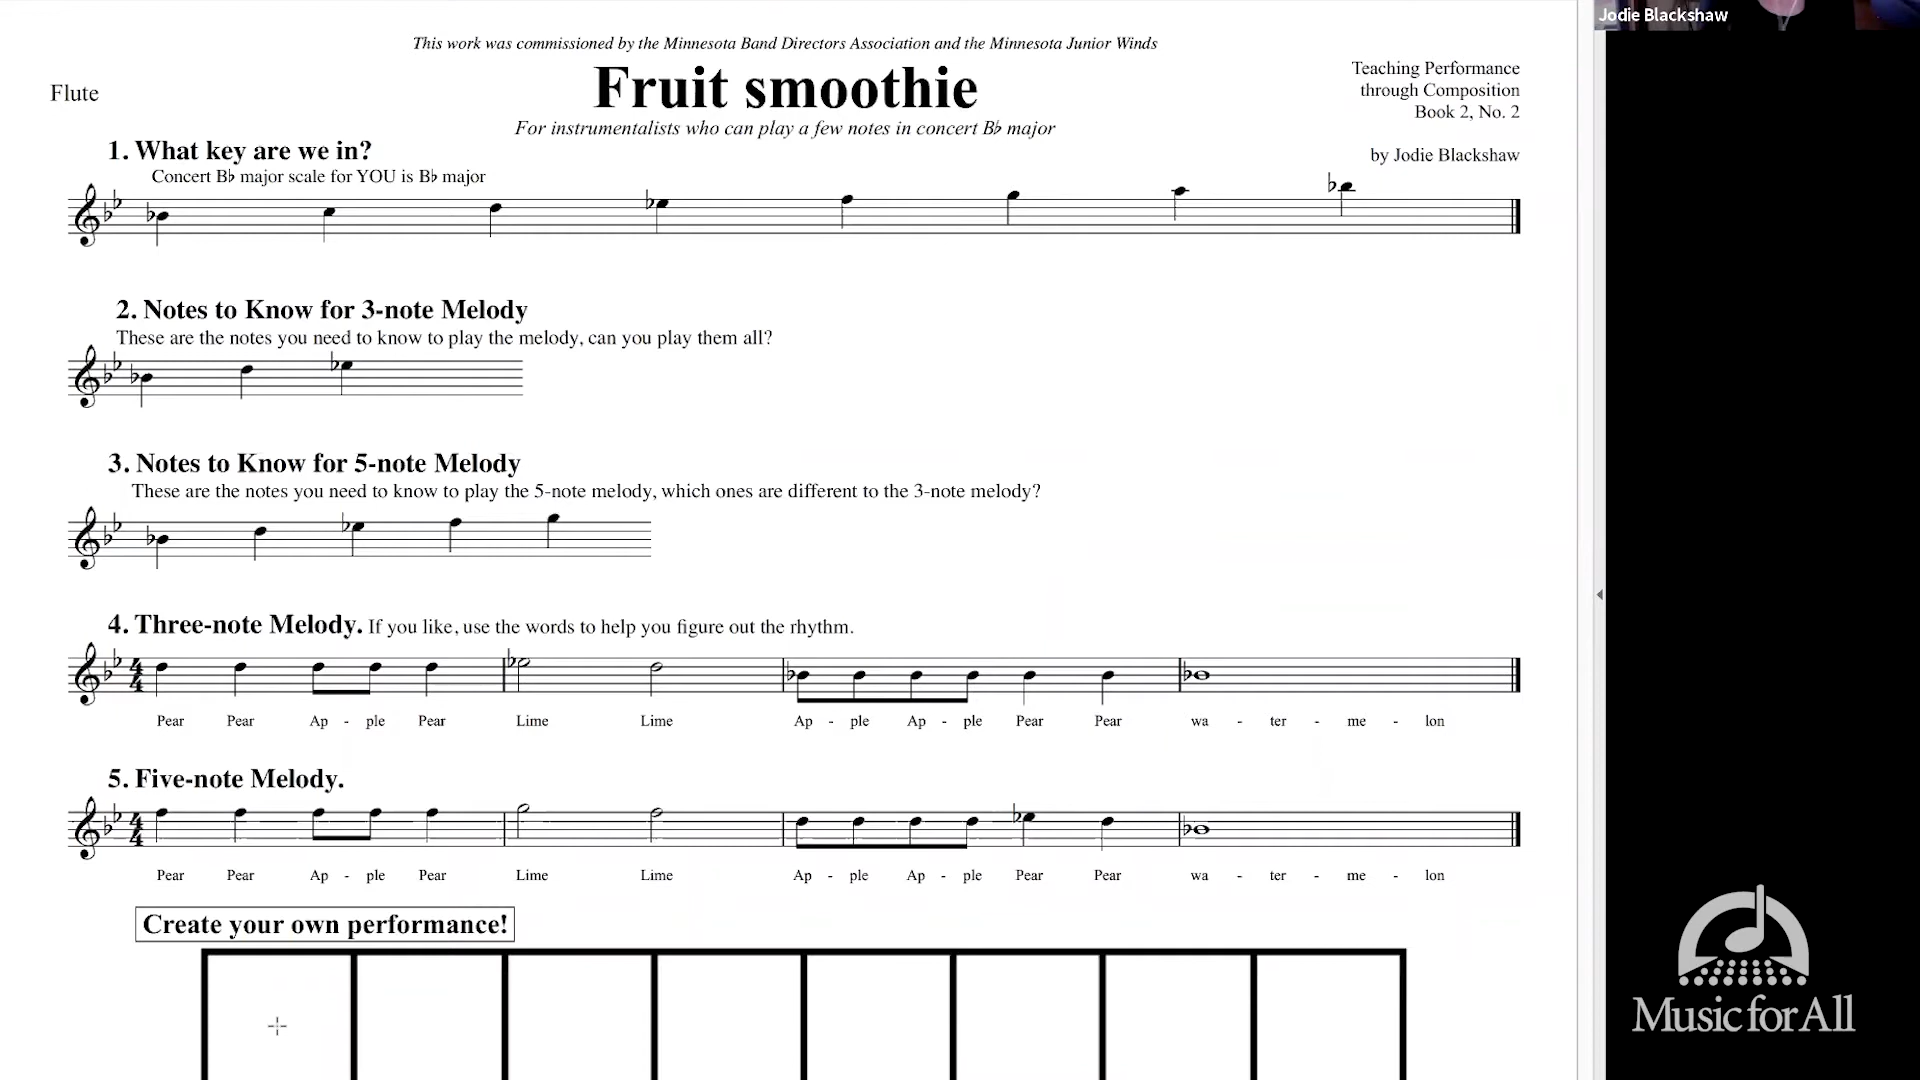 Jodie Blackshaw
This work was commissioned by the Minnesota Band Directors Association and the Minnesota Junior Winds
Flute
Fruit smoothie
Teaching Performance
through Composition
Book 2, No. 2
For instrumentalists who can play a few notes in concert B♭ major
by Jodie Blackshaw
1. What key are we in?
Concert B♭ major scale for YOU is B♭ major
2. Notes to Know for 3-note Melody
These are the notes you need to know to play the melody, can you play them all?
3. Notes to Know for 5-note Melody
These are the notes you need to know to play the 5-note melody, which ones are different to the 3-note melody?
4. Three-note Melody. If you like, use the words to help you figure out the rhythm.
4
4
Pear Pear Ap - ple Pear Lime Lime Ap - ple Ap - ple Pear Pear wa - ter - me - lon
5. Five-note Melody.
4
4
Pear Pear Ap - ple Pear Lime Lime Ap - ple Ap - ple Pear Pear wa - ter - me - lon
Create your own performance!
Music for All